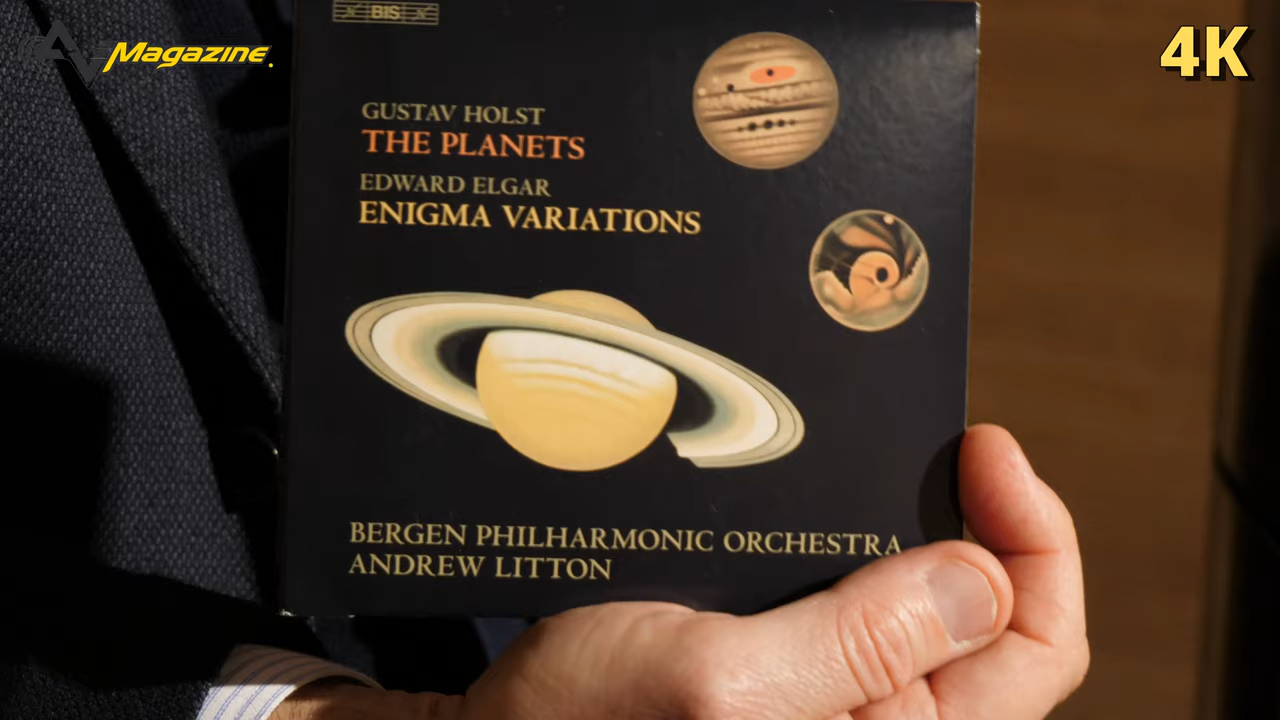 BIS
AV Magazine.
4K
GUSTAV HOLST
THE PLANETS
EDWARD ELGAR
ENIGMA VARIATIONS
BERGEN PHILHARMONIC ORCHESTRA
ANDREW LITTON